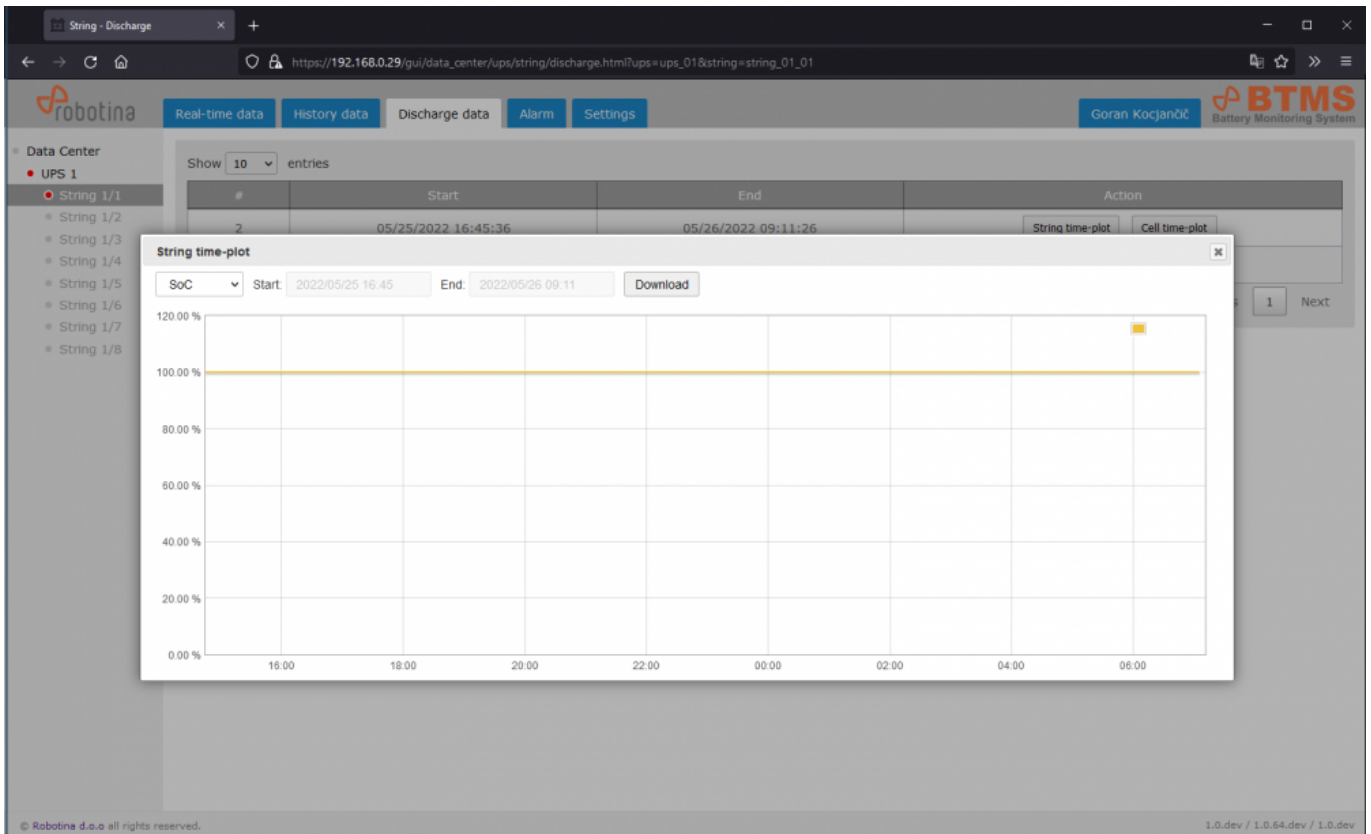 String - Discharge
https://192.168.0.29/gui/data_center/ups/string/discharge.html?ups=ups_01&string=string_01_01
robotina
Real-time data History data Discharge data Alarm Settings
Goran Kocjančič
BTMS
Battery Monitoring System
Data Center
UPS 1
String 1/1
String 1/2
String 1/3
String 1/4
String 1/5
String 1/6
String 1/7
String 1/8
Show 10 entries
# Start End Action
2 05/25/2022 16:45:36 05/26/2022 09:11:26 String time-plot Cell time-plot
1 Next
String time-plot
SoC Start: 2022/05/25 16.45 End: 2022/05/26 09.11 Download
120.00 %
100.00 %
80.00 %
60.00 %
40.00 %
20.00 %
0.00 %
16:00 18:00 20:00 22:00 00:00 02:00 04:00 06:00
© Robotina d.o.o all rights reserved.
1.0.dev / 1.0.64.dev / 1.0.dev